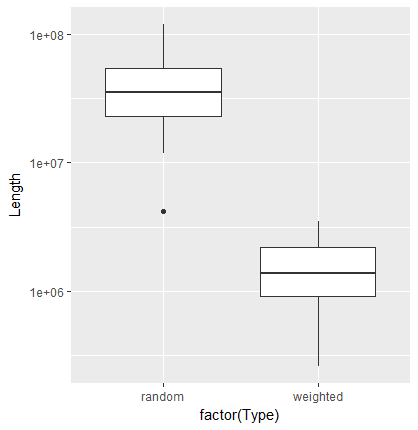 1e+08
1e+07
1e+06
Length
random weighted
factor(Type)